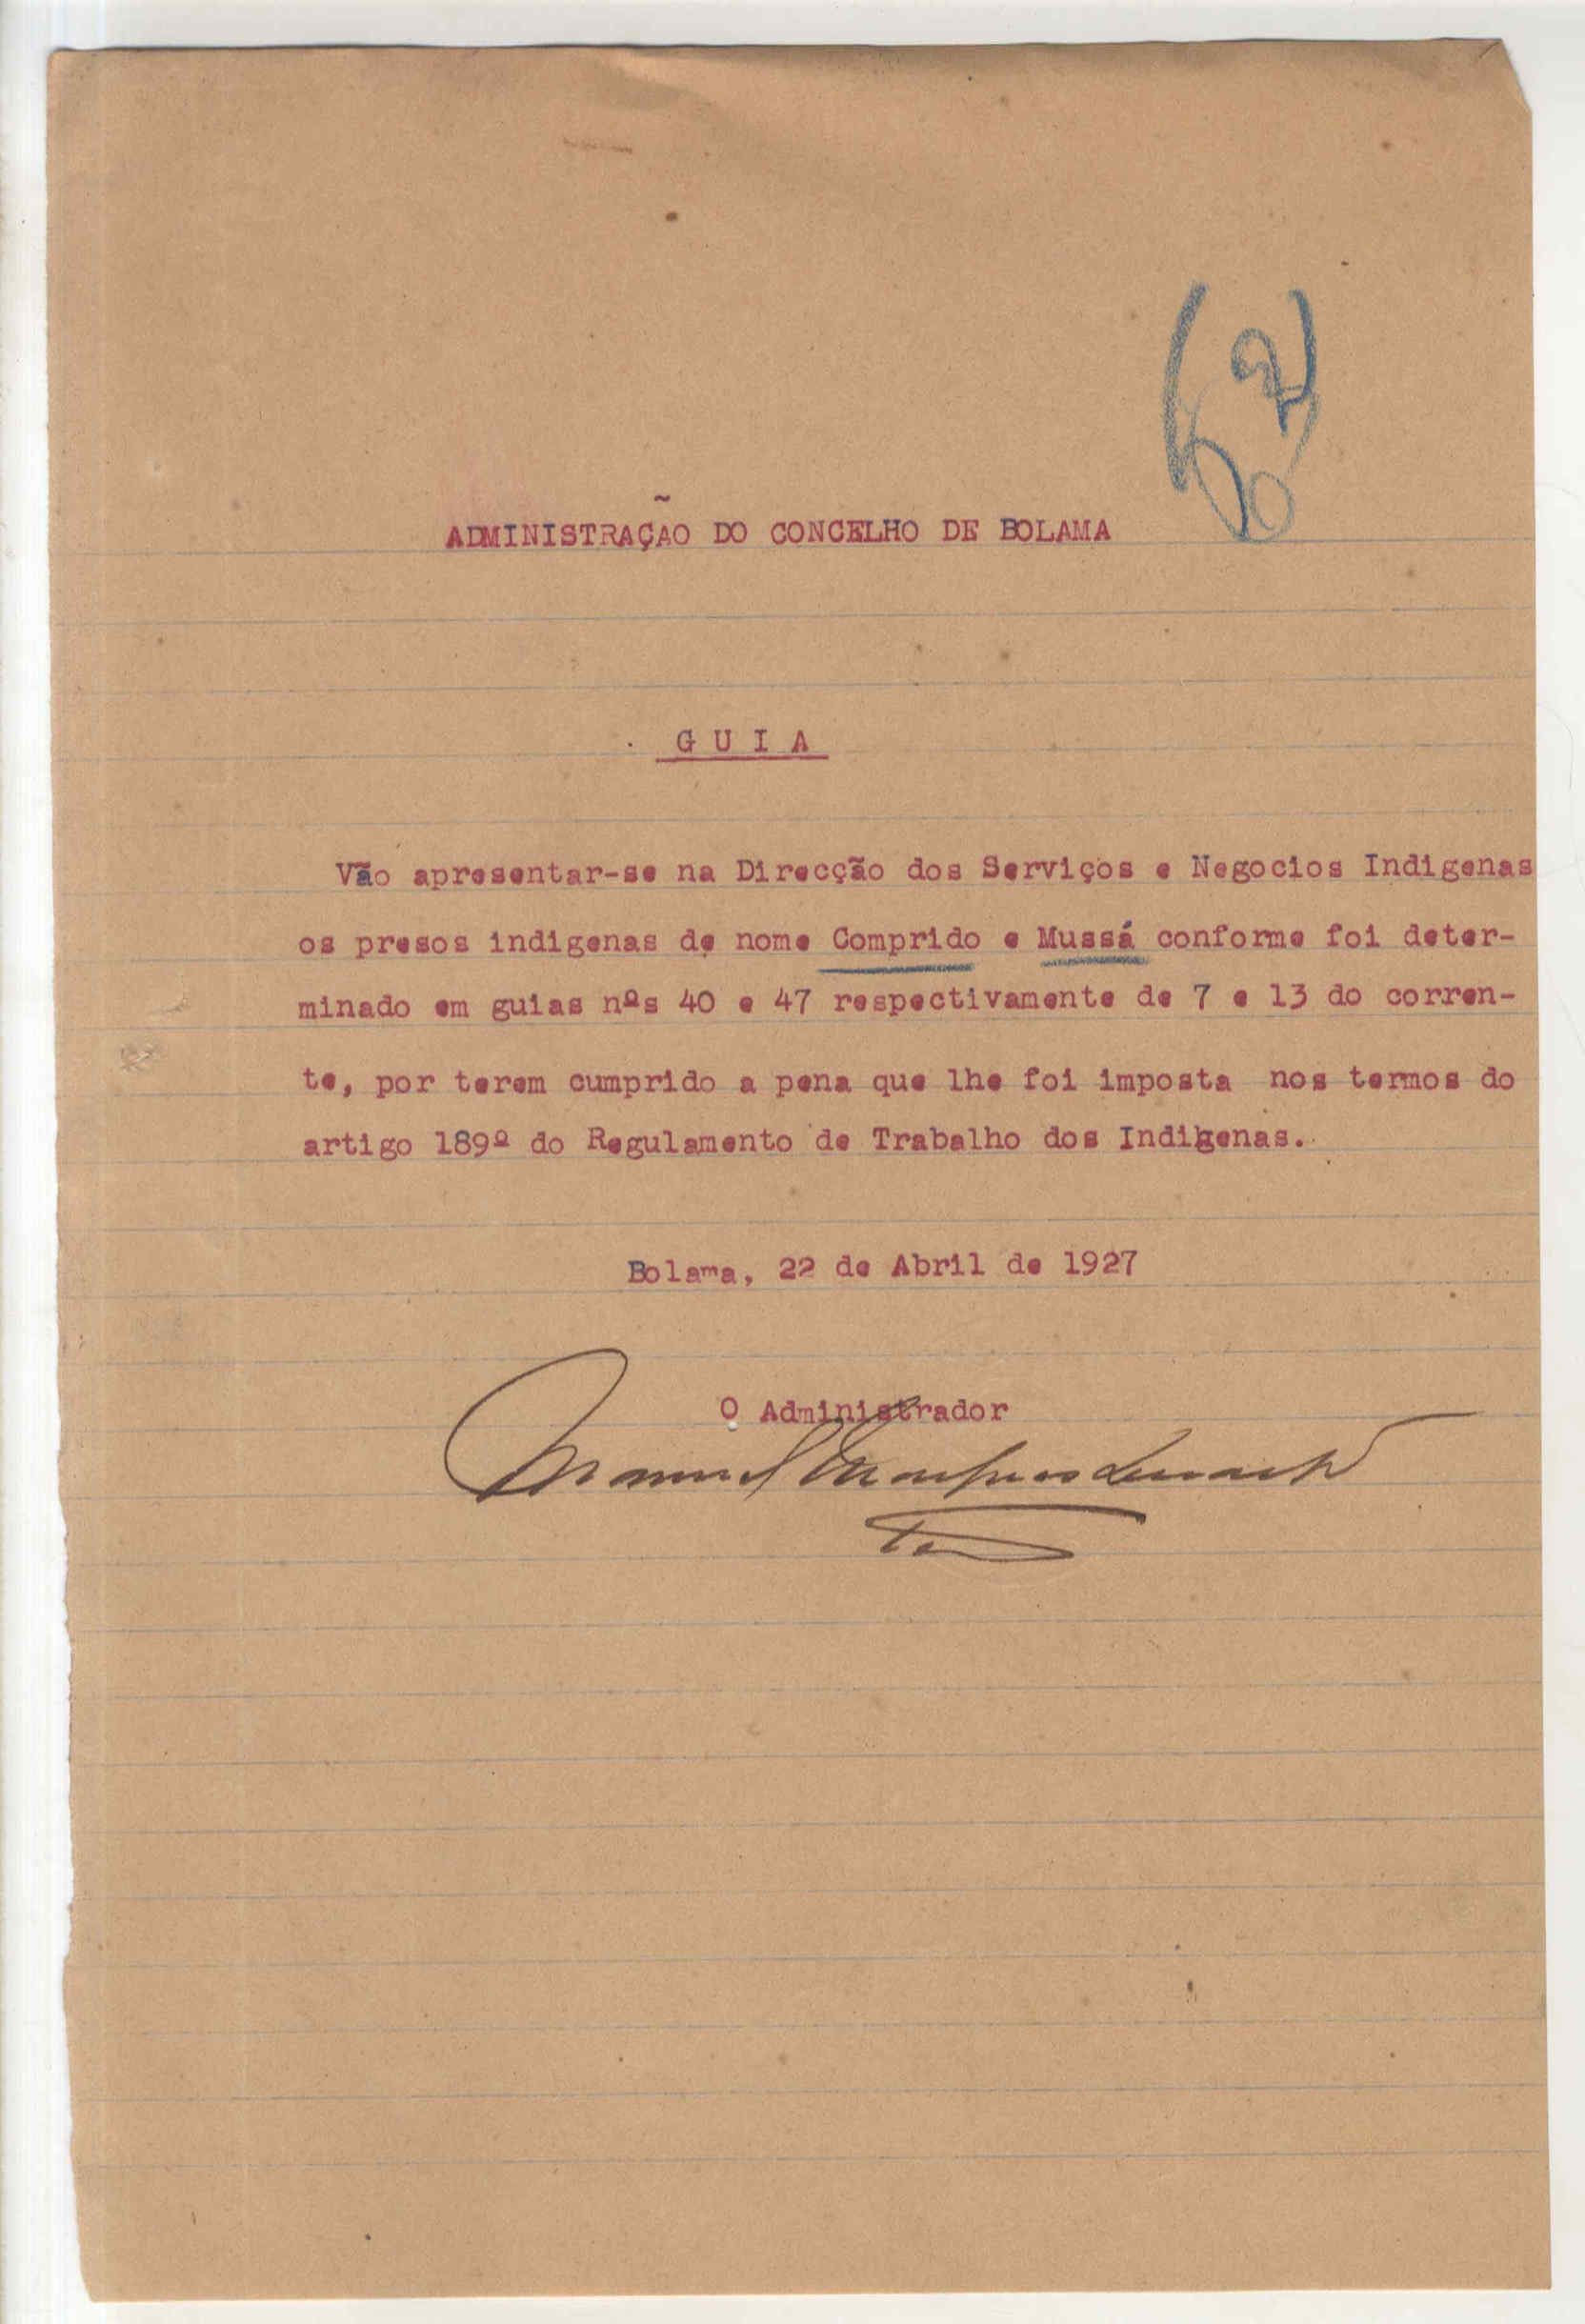 ADMINISTRAÇÃO DO CONCELHO DE BOLAMA
G U I A
Vão apresentar-se na Direcção dos Serviços e Negocios Indigenas
os presos indigenas de nome Comprido e Mussá conforme foi deter-
minado em guias nºs 40 e 47 respectivamente de 7 e 13 do corren-
te, por terem cumprido a pena que lhe foi imposta nos termos do
artigo 189º do Regulamento de Trabalho dos Indigenas.
Bolama, 22 de Abril de 1927
O Administrador
Manuel